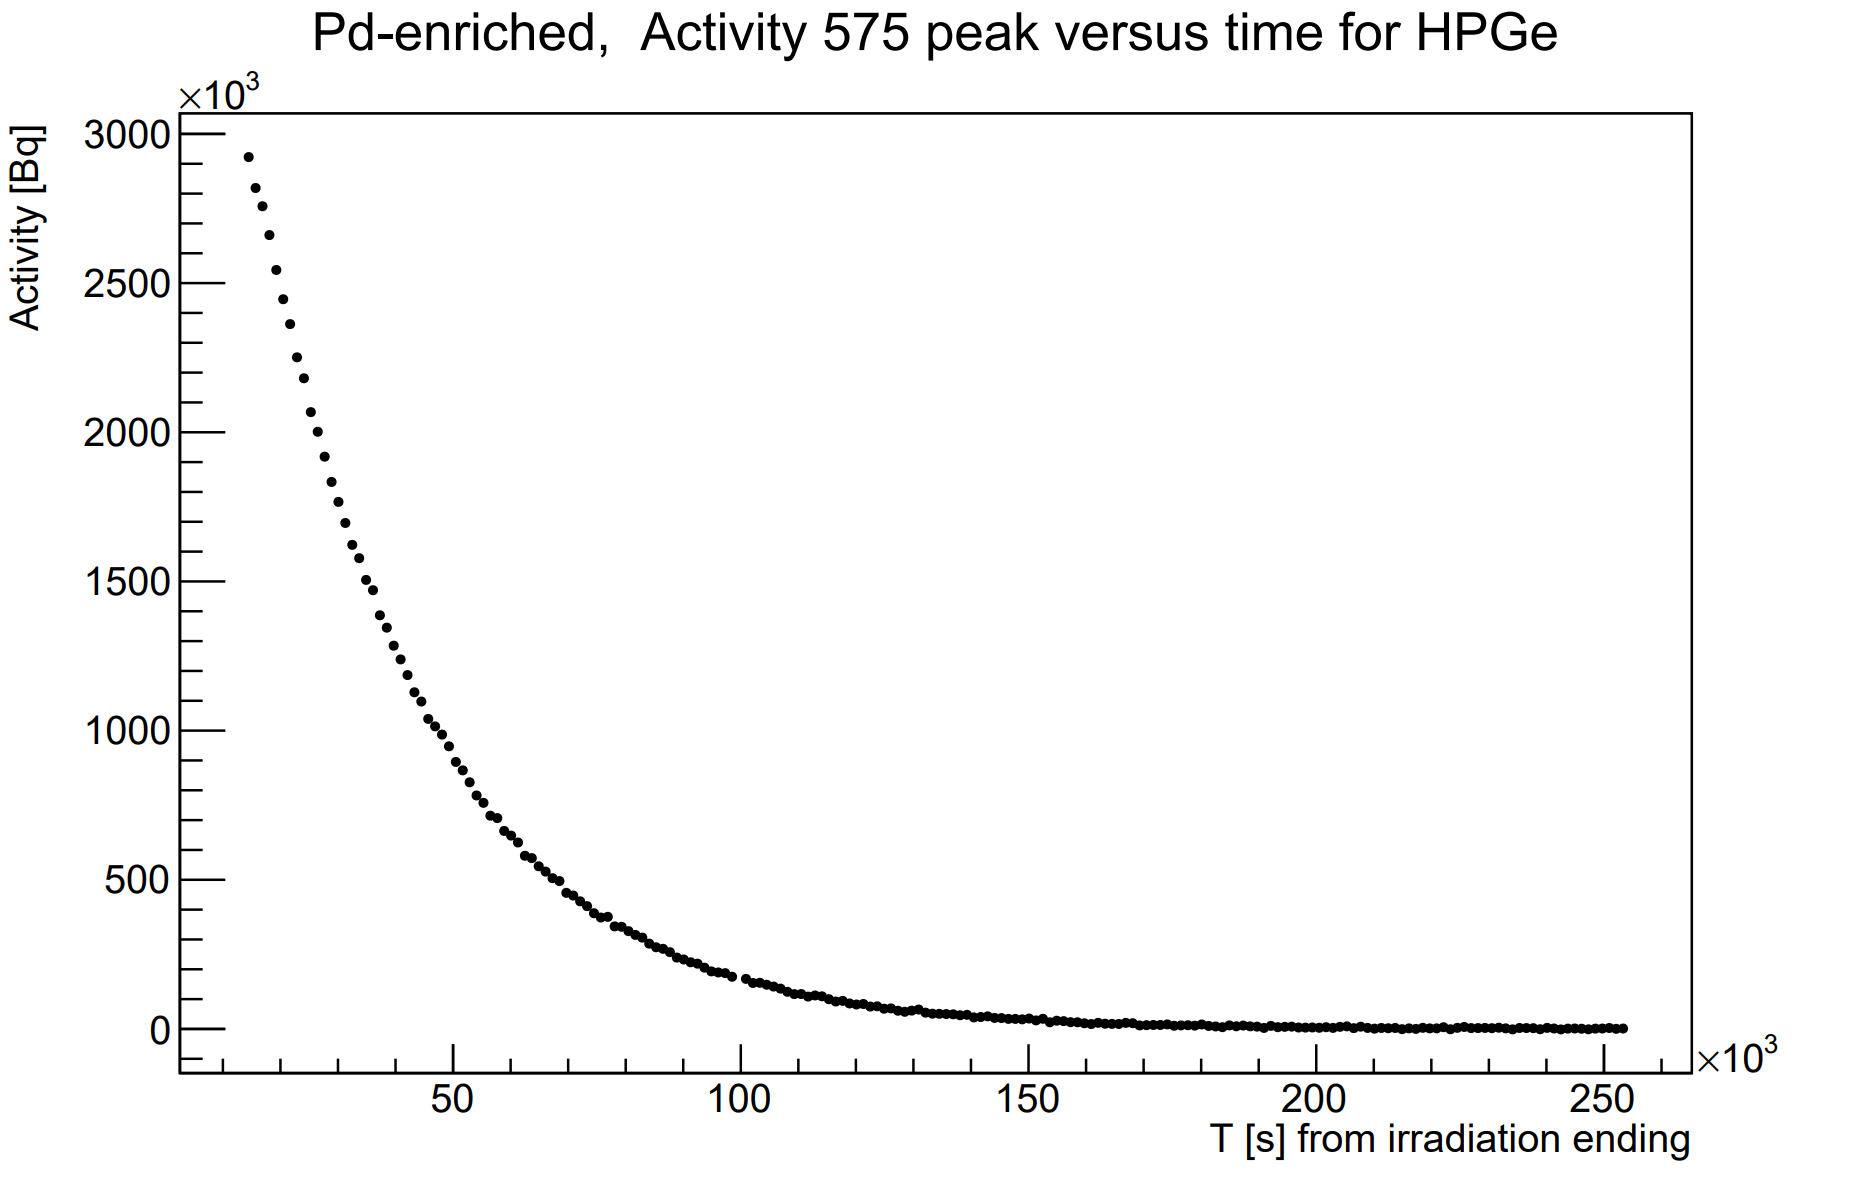 Pd-enriched, Activity 575 peak versus time for HPGe
×10³
Activity [Bq]
3000
2500
2000
1500
1000
500
0
50 100 150 200 250
×10³
T [s] from irradiation ending